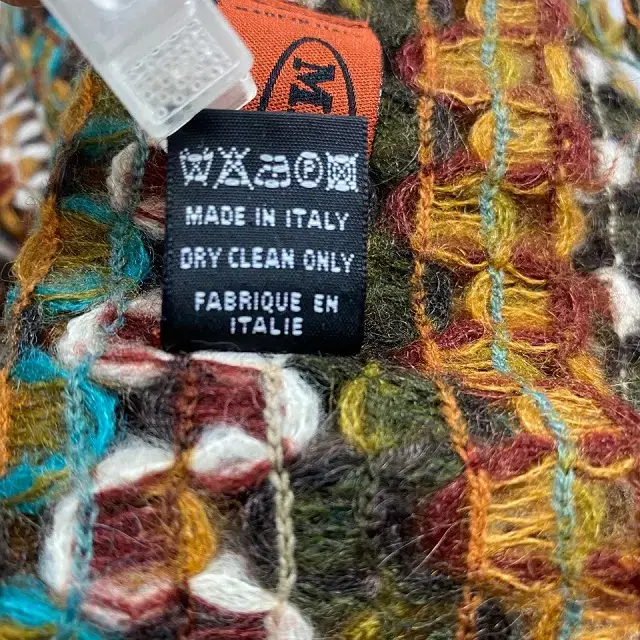 M
MADE IN ITALY
DRY CLEAN ONLY
FABRIQUE EN
ITALIE